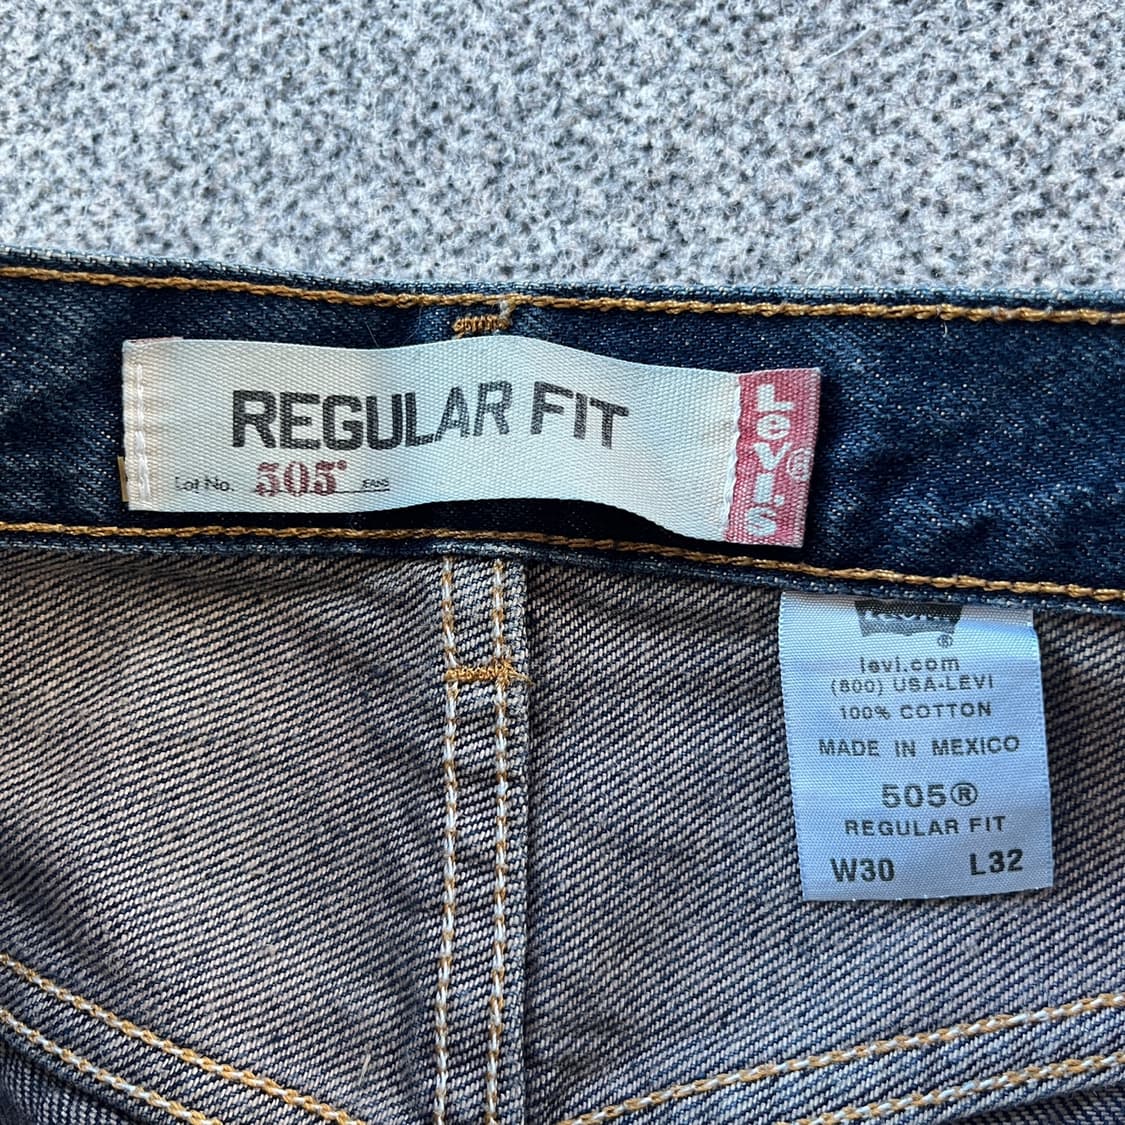 REGULAR FIT
Lot No. 505® JEANS
LEVI'S®
®
levi.com
(800) USA-LEVI
100% COTTON
MADE IN MEXICO
505®
REGULAR FIT
W30 L32